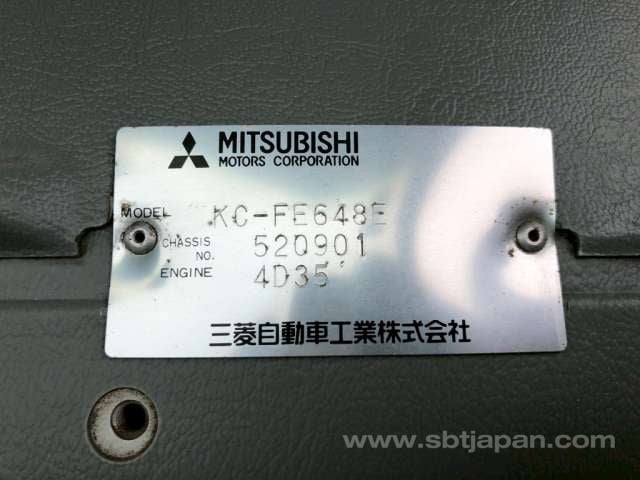 MITSUBISHI
MOTORS CORPORATION
MODEL KC-FE648E
CHASSIS NO. 520901
ENGINE 4D35
三菱自動車工業株式会社
www.sbtjapan.com